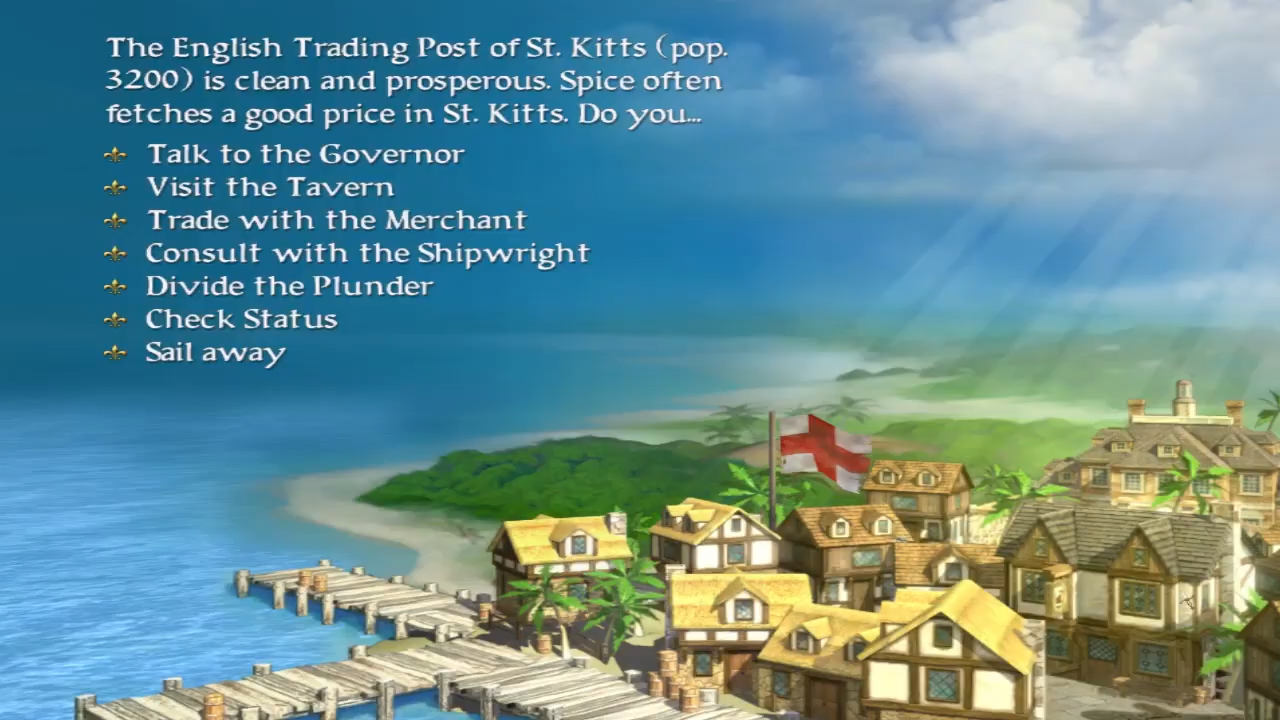 The English Trading Post of St. Kitts (pop.
3200) is clean and prosperous. Spice often
fetches a good price in St. Kitts. Do you...
Talk to the Governor
Visit the Tavern
Trade with the Merchant
Consult with the Shipwright
Divide the Plunder
Check Status
Sail away